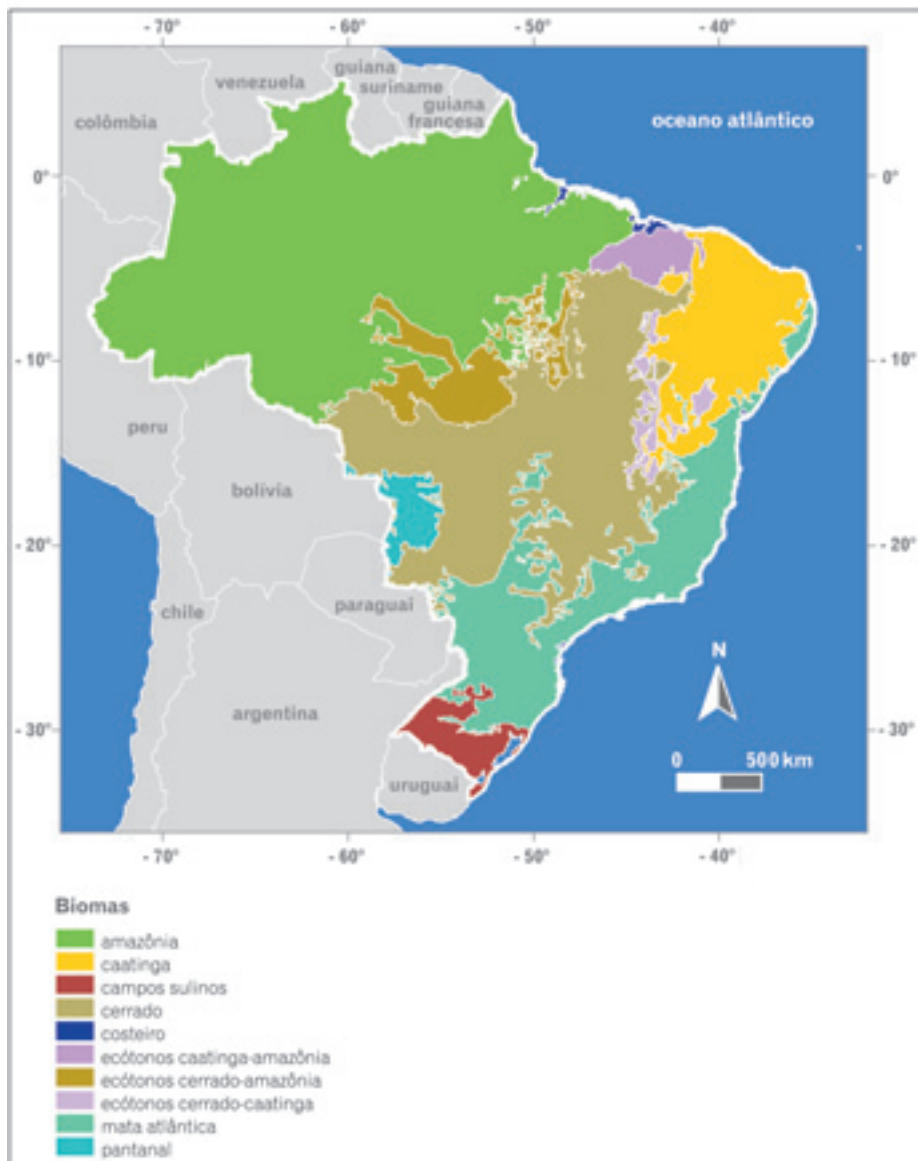 - 70°
- 60°
- 50°
- 40°
guiana
venezuela
suriname
guiana
francesa
colômbia
oceano atlântico
0°
0°
- 10°
- 10°
peru
bolívia
- 20°
- 20°
paraguai
chile
N
argentina
- 30°
- 30°
0 500 km
uruguai
- 70°
- 60°
- 50°
- 40°
Biomas
amazônia
caatinga
campos sulinos
cerrado
costeiro
ecótonos caatinga-amazônia
ecótonos cerrado-amazônia
ecótonos cerrado-caatinga
mata atlântica
pantanal